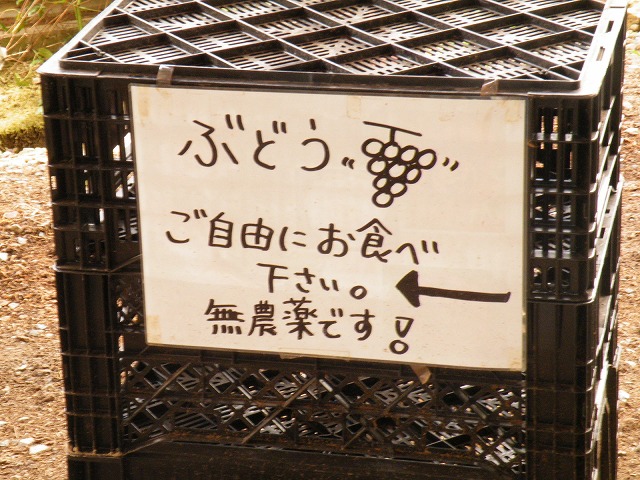 ぶどう
ご自由にお食べ
下さい。
無農薬です!